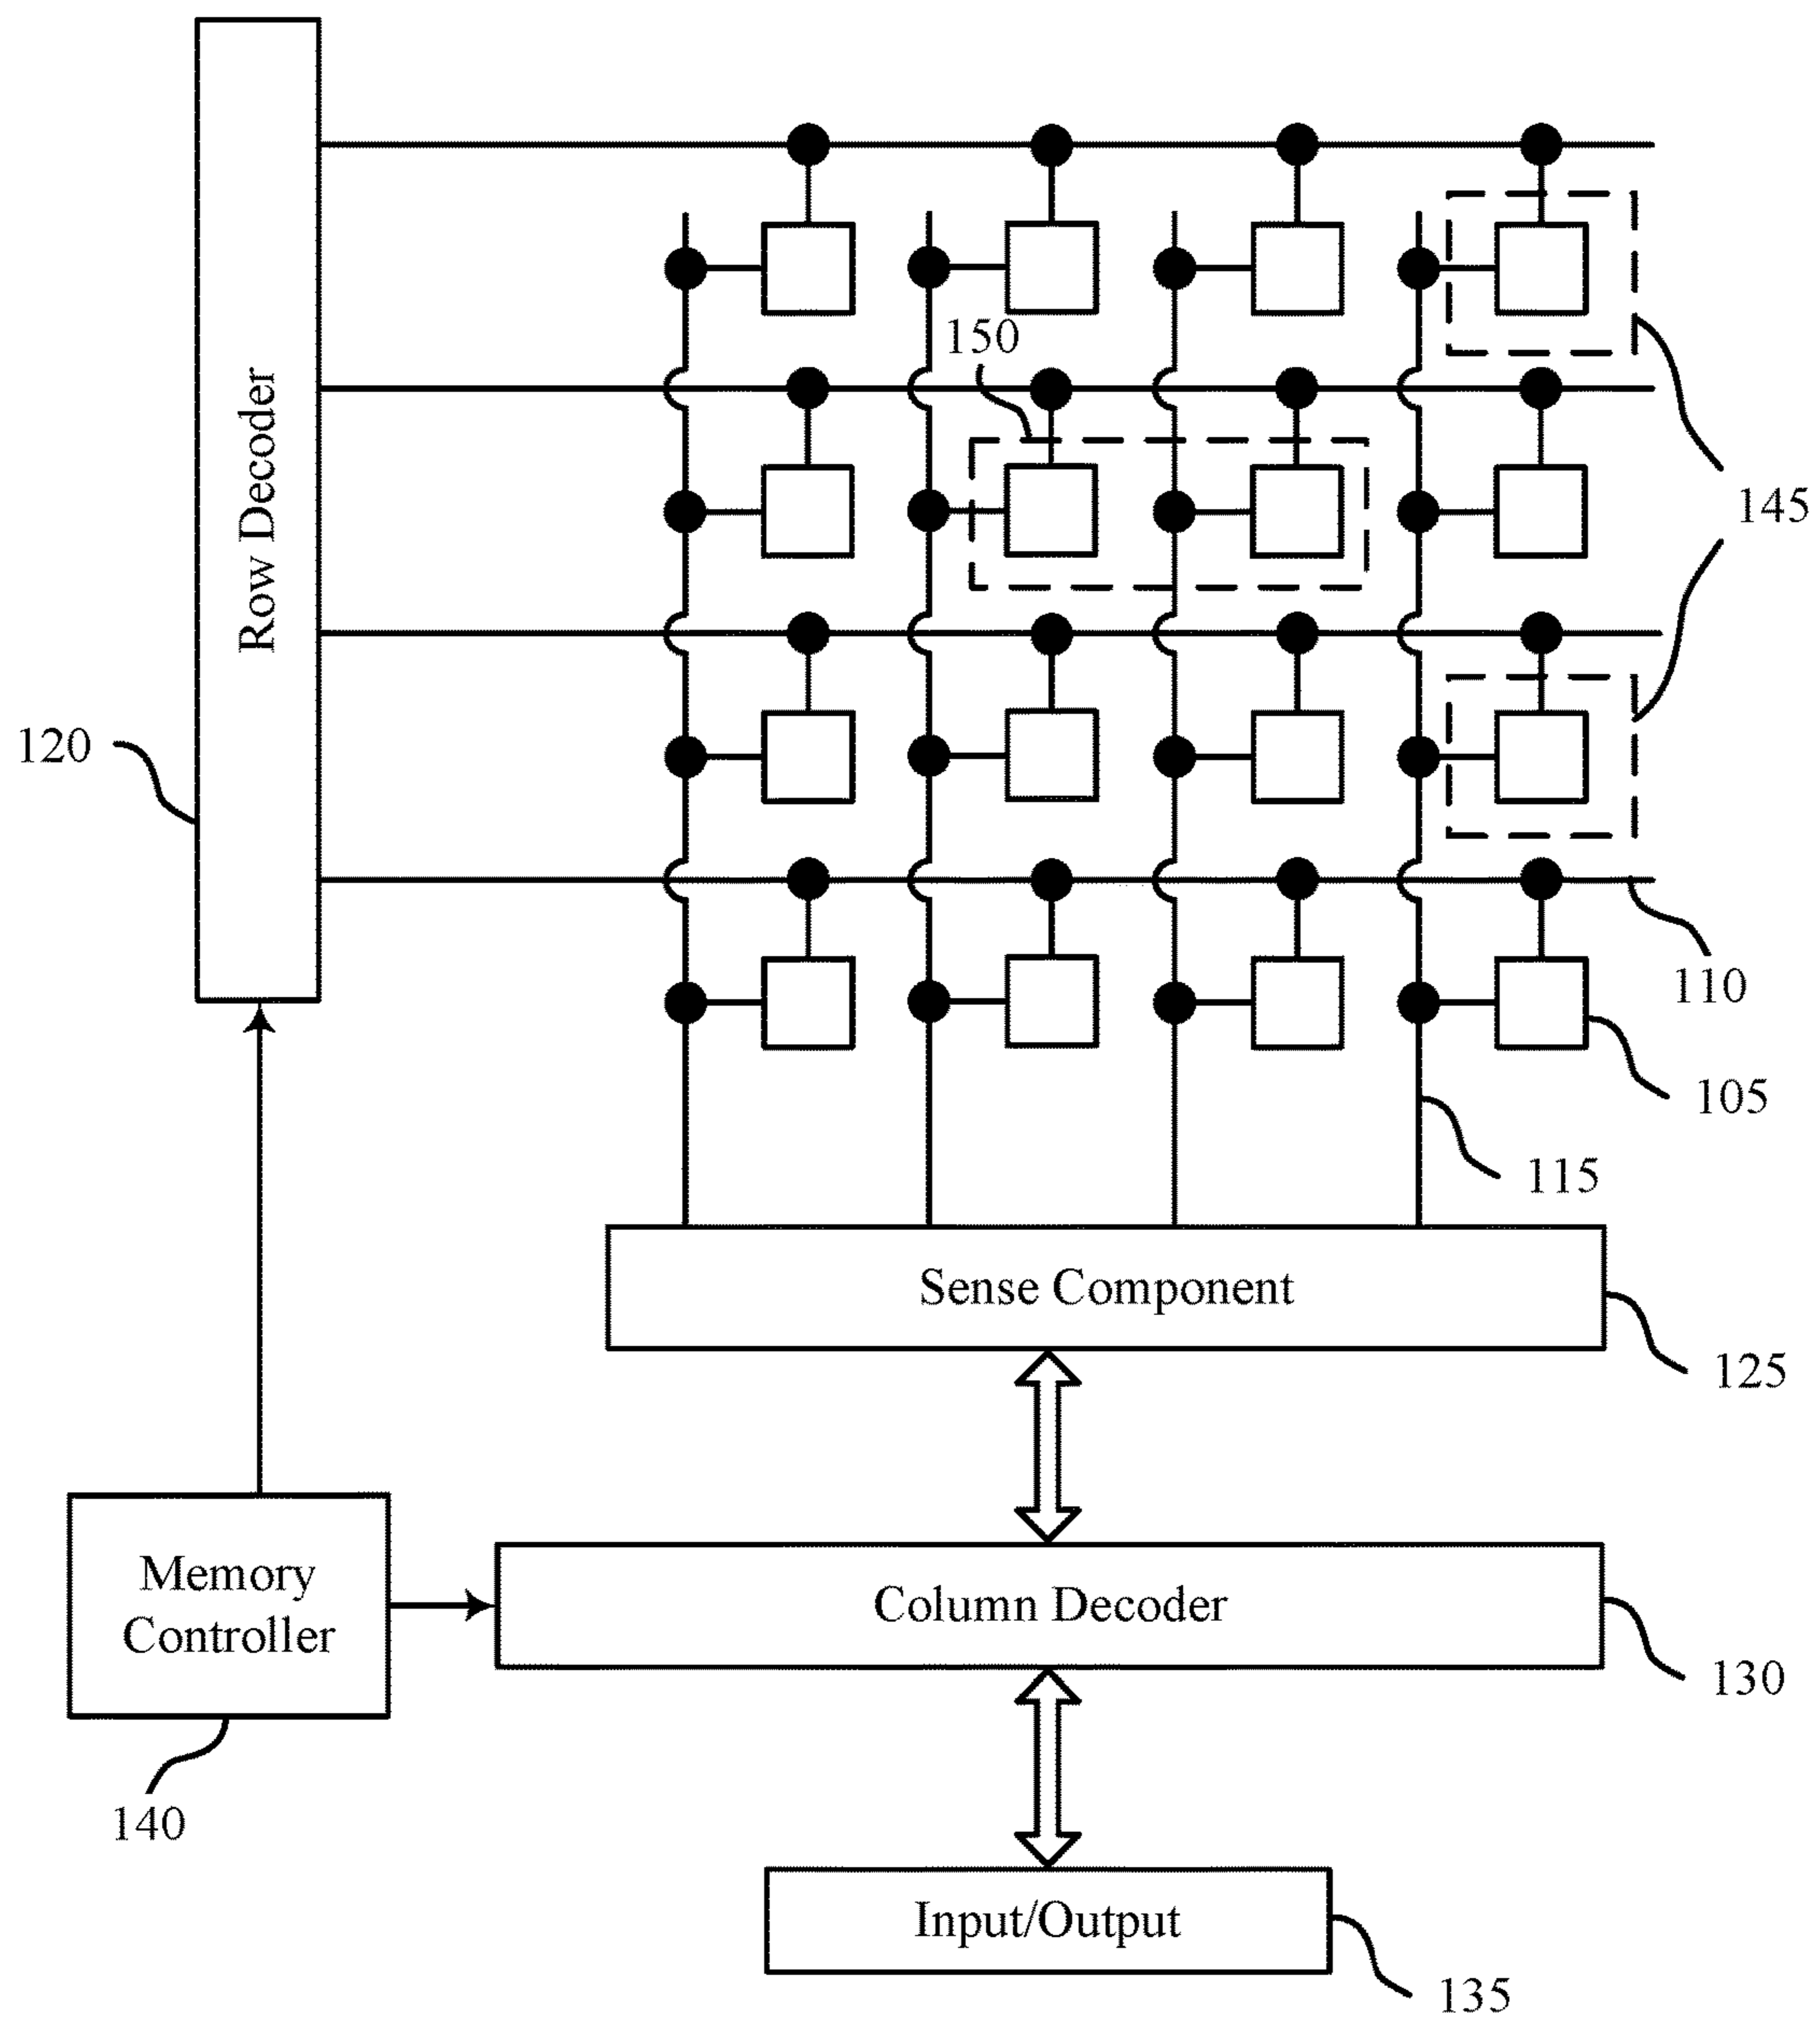 150
Row Decoder
145
120
110
105
115
Sense Component
125
Memory
Controller
Column Decoder
130
140
Input/Output
135